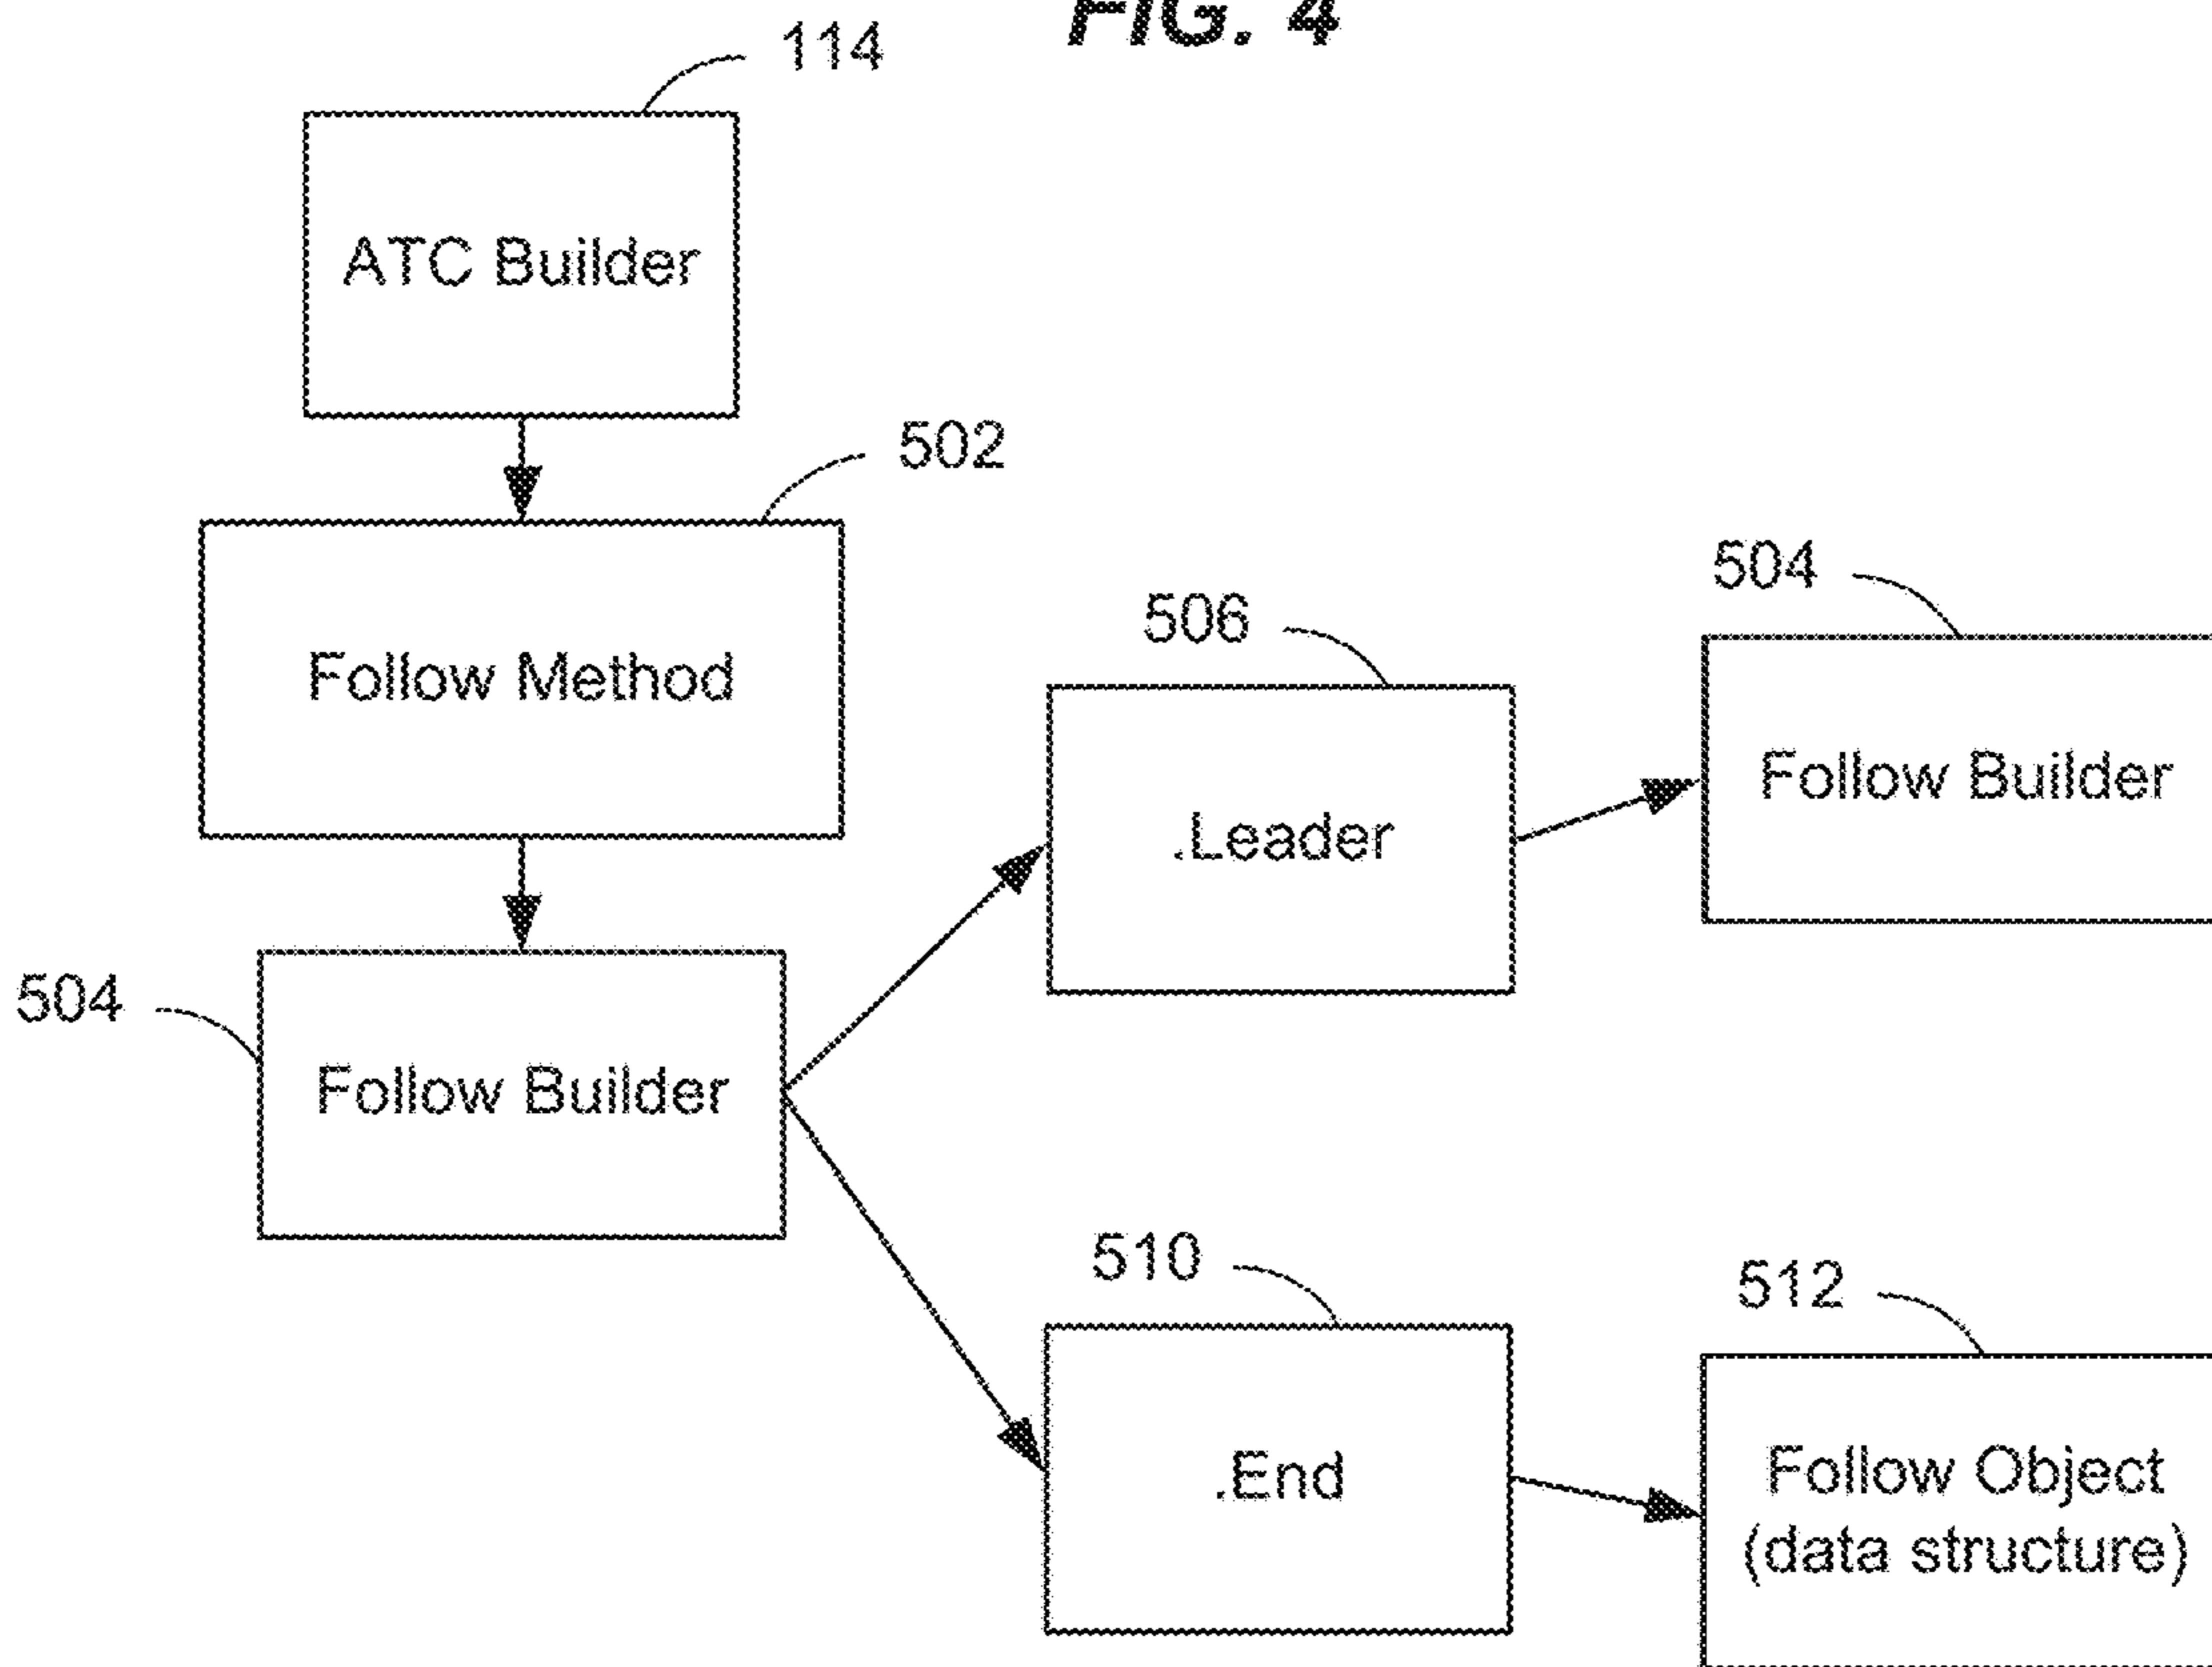 FIG. 4
114
ATC Builder
502
Follow Method
504
506
.Leader
Follow Builder
504
Follow Builder
510
512
.End
Follow Object
(data structure)